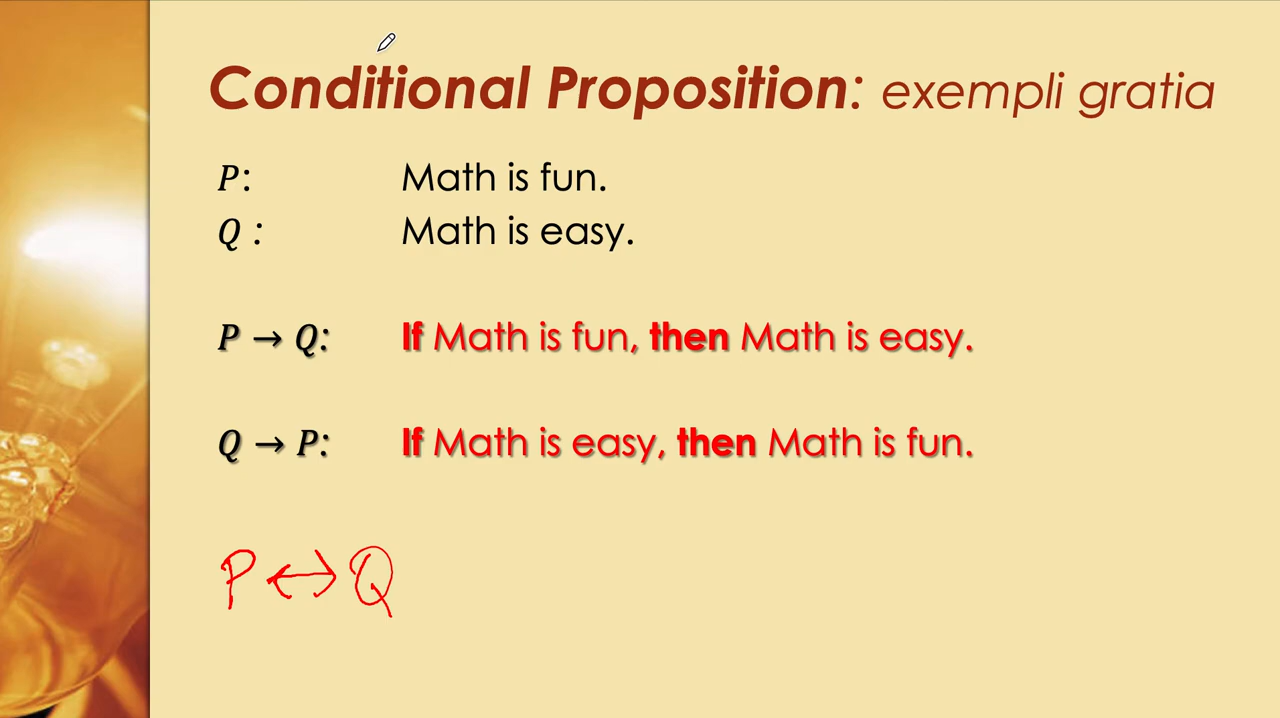 Conditional Proposition: exempli gratia
P: Math is fun.
Q : Math is easy.
P → Q: If Math is fun, then Math is easy.
Q → P: If Math is easy, then Math is fun.
P ↔ Q